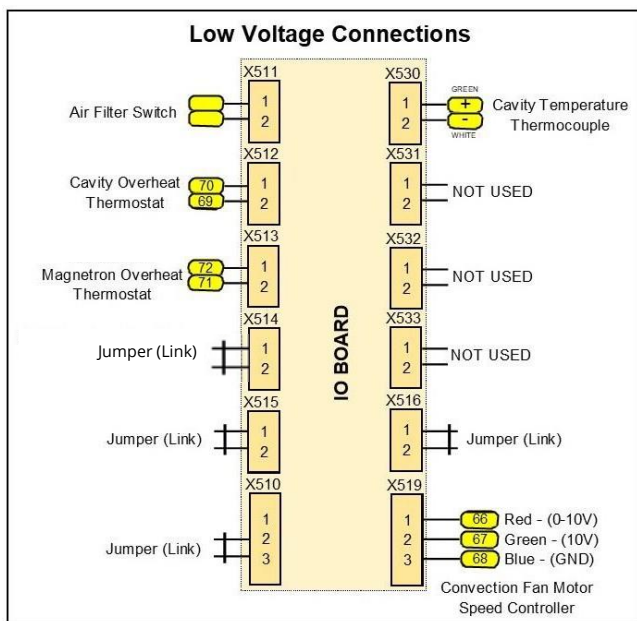 Low Voltage Connections
X511
1
2
Air Filter Switch
X512
1
2
70
69
Cavity Overheat
Thermostat
X513
1
2
72
71
Magnetron Overheat
Thermostat
X514
1
2
Jumper (Link)
X515
1
2
Jumper (Link)
X510
1
2
3
Jumper (Link)
IO BOARD
X530
1
2
GREEN
+
-
WHITE
Cavity Temperature
Thermocouple
X531
1
2
NOT USED
X532
1
2
NOT USED
X533
1
2
NOT USED
X516
1
2
Jumper (Link)
X519
1
2
3
66 Red - (0-10V)
67 Green - (10V)
68 Blue - (GND)
Convection Fan Motor
Speed Controller